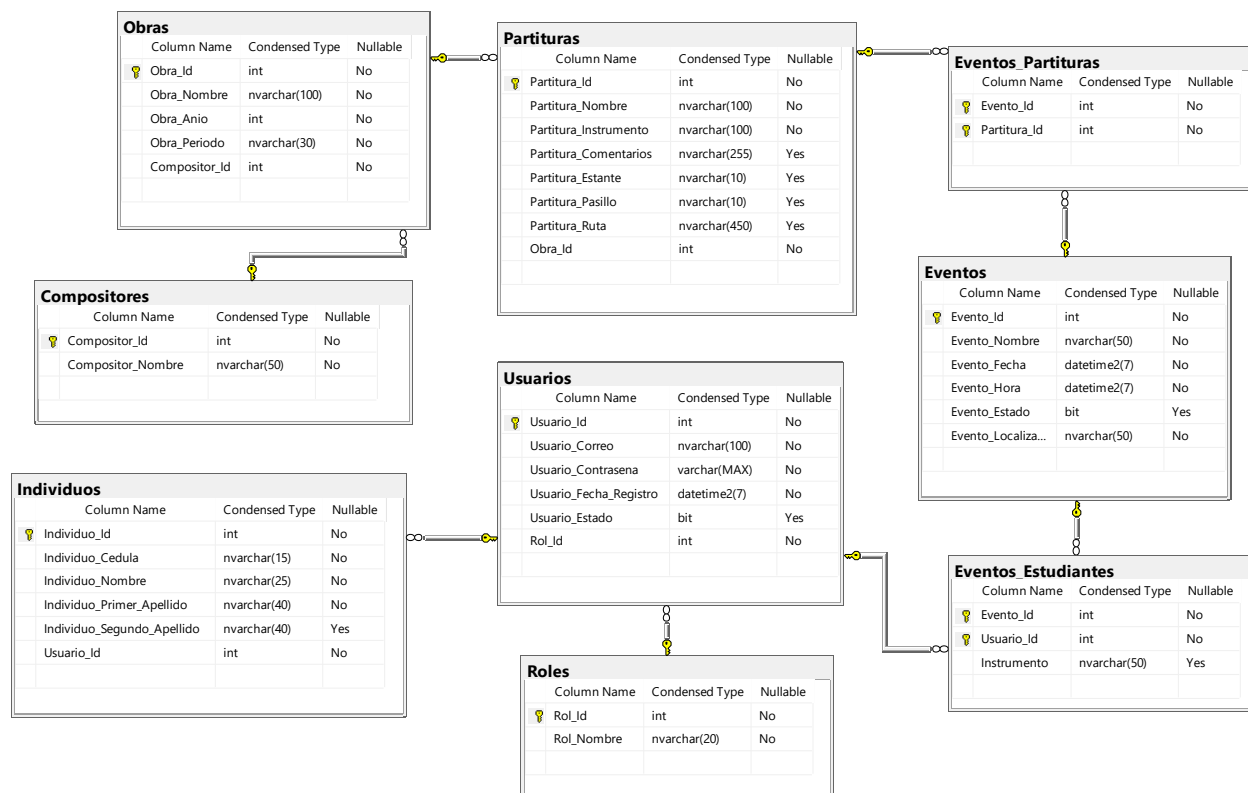 Obras
Column Name Condensed Type Nullable
Obra_Id int No
Obra_Nombre nvarchar(100) No
Obra_Anio int No
Obra_Periodo nvarchar(30) No
Compositor_Id int No
Partituras
Column Name Condensed Type Nullable
Partitura_Id int No
Partitura_Nombre nvarchar(100) No
Partitura_Instrumento nvarchar(100) No
Partitura_Comentarios nvarchar(255) Yes
Partitura_Estante nvarchar(10) Yes
Partitura_Pasillo nvarchar(10) Yes
Partitura_Ruta nvarchar(450) Yes
Obra_Id int No
Eventos_Partituras
Column Name Condensed Type Nullable
Evento_Id int No
Partitura_Id int No
Compositores
Column Name Condensed Type Nullable
Compositor_Id int No
Compositor_Nombre nvarchar(50) No
Eventos
Column Name Condensed Type Nullable
Evento_Id int No
Evento_Nombre nvarchar(50) No
Evento_Fecha datetime2(7) No
Evento_Hora datetime2(7) No
Evento_Estado bit Yes
Evento_Localiza... nvarchar(50) No
Usuarios
Column Name Condensed Type Nullable
Usuario_Id int No
Usuario_Correo nvarchar(100) No
Usuario_Contrasena varchar(MAX) No
Usuario_Fecha_Registro datetime2(7) No
Usuario_Estado bit Yes
Rol_Id int No
Individuos
Column Name Condensed Type Nullable
Individuo_Id int No
Individuo_Cedula nvarchar(15) No
Individuo_Nombre nvarchar(25) No
Individuo_Primer_Apellido nvarchar(40) No
Individuo_Segundo_Apellido nvarchar(40) Yes
Usuario_Id int No
Eventos_Estudiantes
Column Name Condensed Type Nullable
Evento_Id int No
Usuario_Id int No
Instrumento nvarchar(50) Yes
Roles
Column Name Condensed Type Nullable
Rol_Id int No
Rol_Nombre nvarchar(20) No